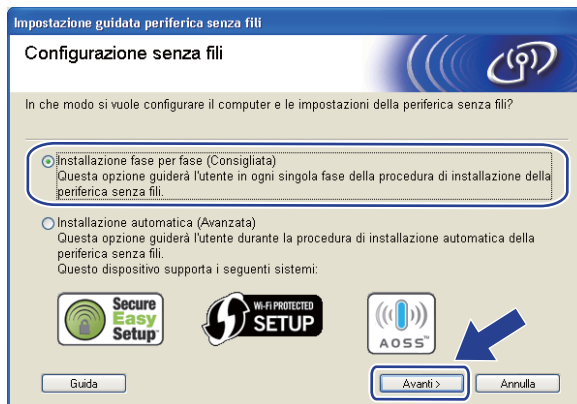 Impostazione guidata periferica senza fili
Configurazione senza fili
In che modo si vuole configurare il computer e le impostazioni della periferica senza fili?
Installazione fase per fase (Consigliata)
Questa opzione guiderà l'utente in ogni singola fase della procedura di installazione della
periferica senza fili.
Installazione automatica (Avanzata)
Questa opzione guiderà l'utente durante la procedura di installazione automatica della
periferica senza fili.
Questo dispositivo supporta i seguenti sistemi:
Secure
Easy
Setup™
Wi-Fi PROTECTED
SETUP
AOSS™
Guida
Avanti >
Annulla